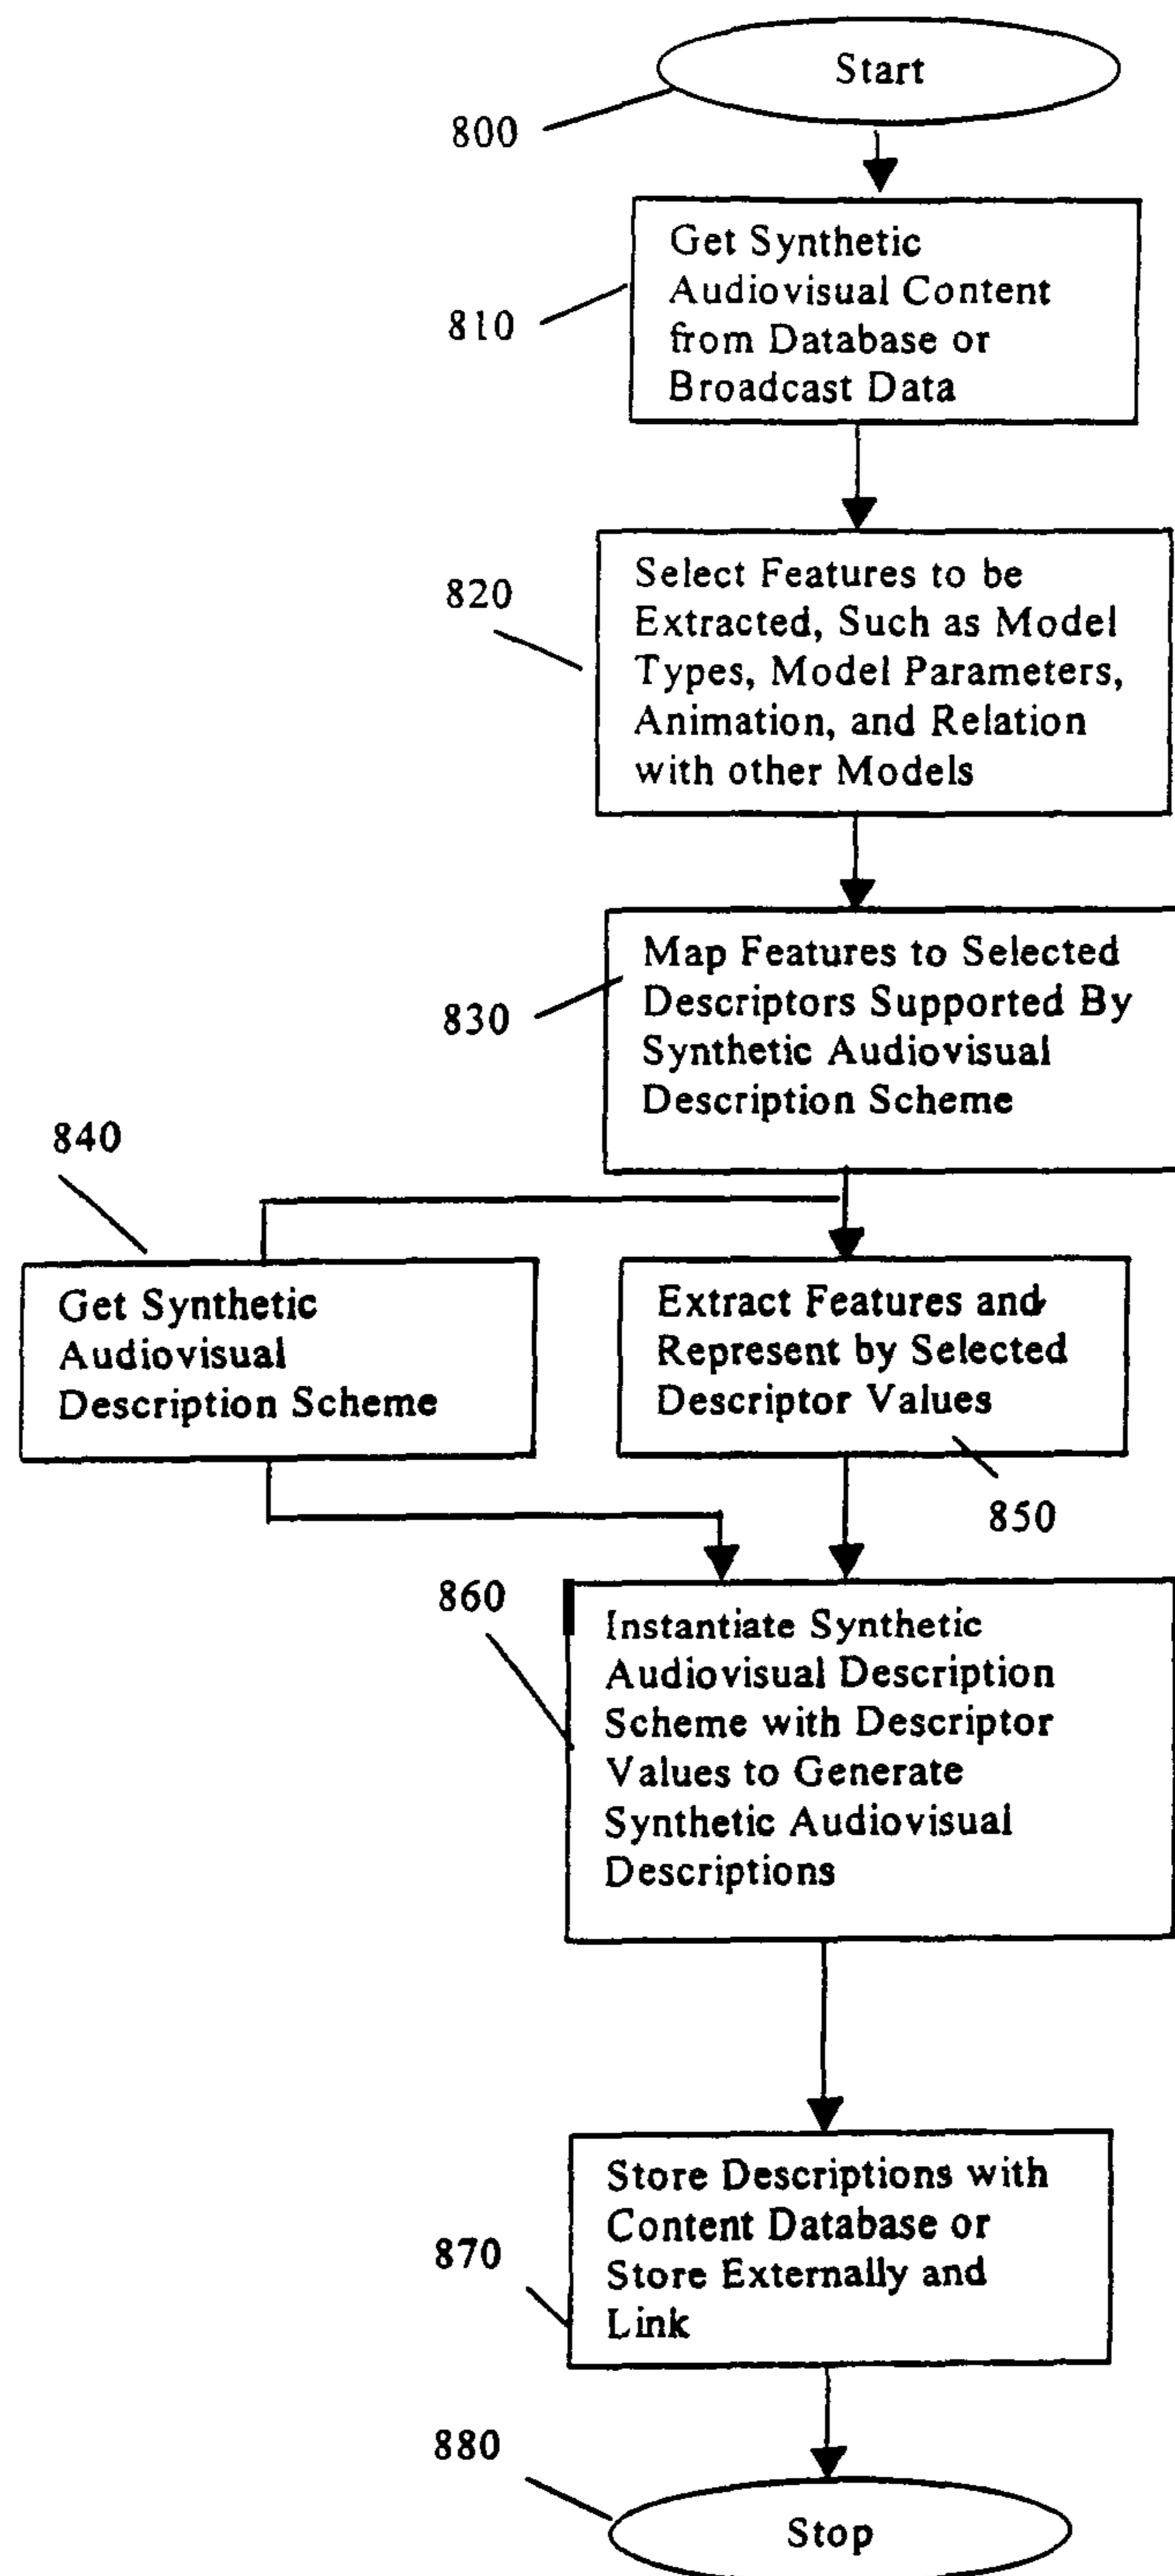 Start
800
Get Synthetic
Audiovisual Content
from Database or
Broadcast Data
810
Select Features to be
Extracted, Such as Model
Types, Model Parameters,
Animation, and Relation
with other Models
820
Map Features to Selected
Descriptors Supported By
Synthetic Audiovisual
Description Scheme
830
840
Get Synthetic
Audiovisual
Description Scheme
Extract Features and
Represent by Selected
Descriptor Values
850
860
Instantiate Synthetic
Audiovisual Description
Scheme with Descriptor
Values to Generate
Synthetic Audiovisual
Descriptions
Store Descriptions with
Content Database or
Store Externally and
Link
870
880
Stop